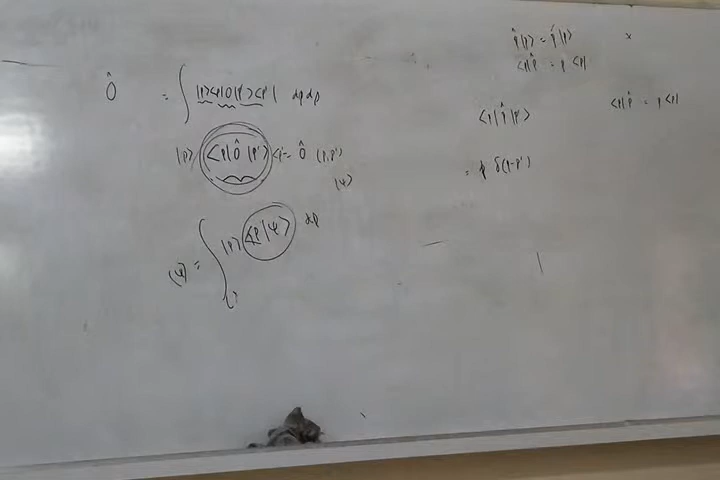 p̂|p> = p|p>
<p|p̂ = p <p|
Ô = ∫ |p><p|O|p'><p'| dp dp
<p|p̂|p'>
<p|p̂ = p <p|
|p> <p|Ô|p'> <p'= Ô (p,p')
= p δ(p-p')
|ψ>
|ψ> = ∫ |p> <p|ψ> dp